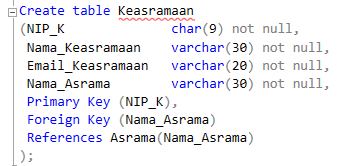 Create table Keasramaan
(NIP_K char(9) not null,
Nama_Keasramaan varchar(30) not null,
Email_Keasramaan varchar(20) not null,
Nama_Asrama varchar(30) not null,
Primary Key (NIP_K),
Foreign Key (Nama_Asrama)
References Asrama(Nama_Asrama)
);